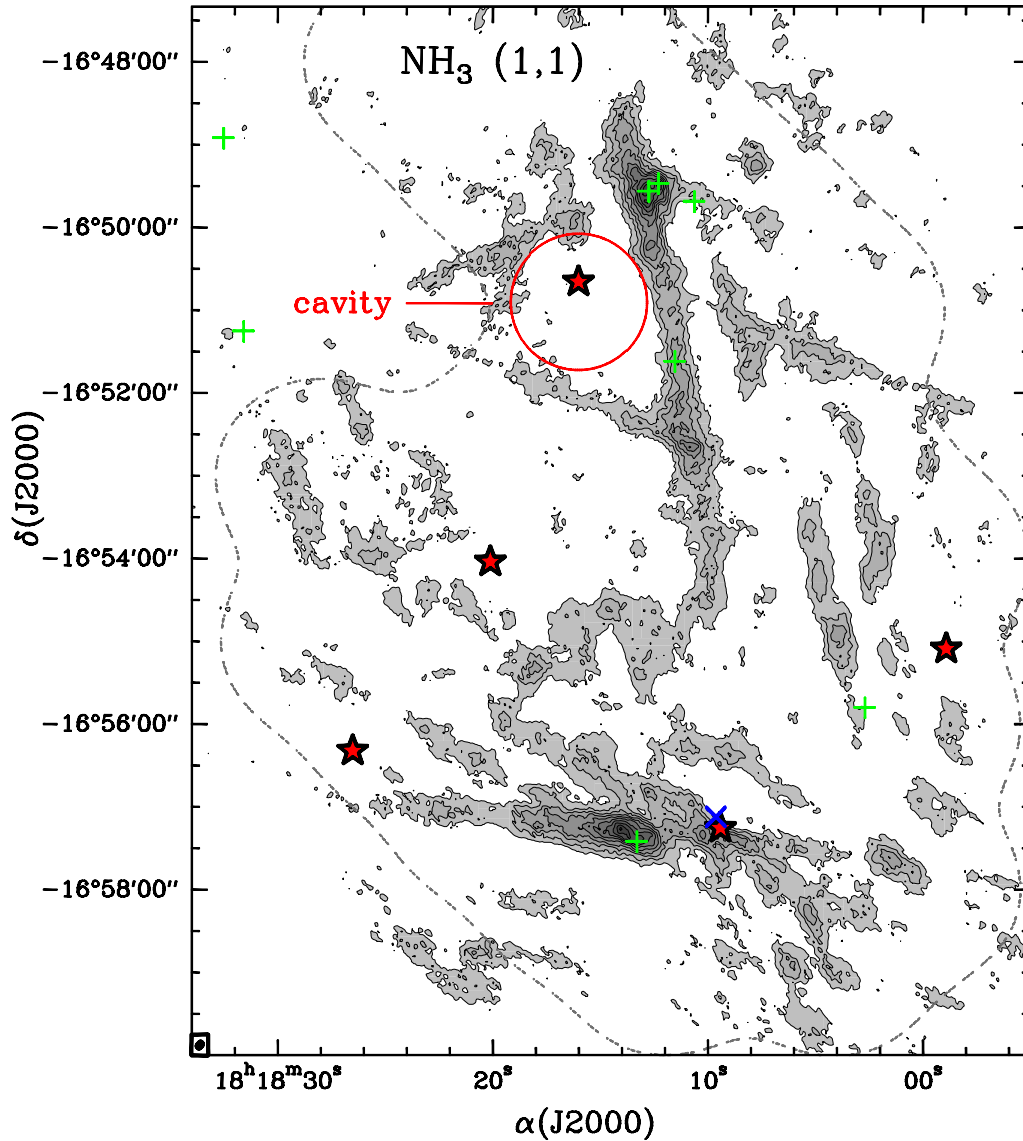 NH₃ (1,1)
cavity
δ(J2000)
−16°48′00″
−16°50′00″
−16°52′00″
−16°54′00″
−16°56′00″
−16°58′00″
18ʰ18ᵐ30ˢ 20ˢ 10ˢ 00ˢ
α(J2000)